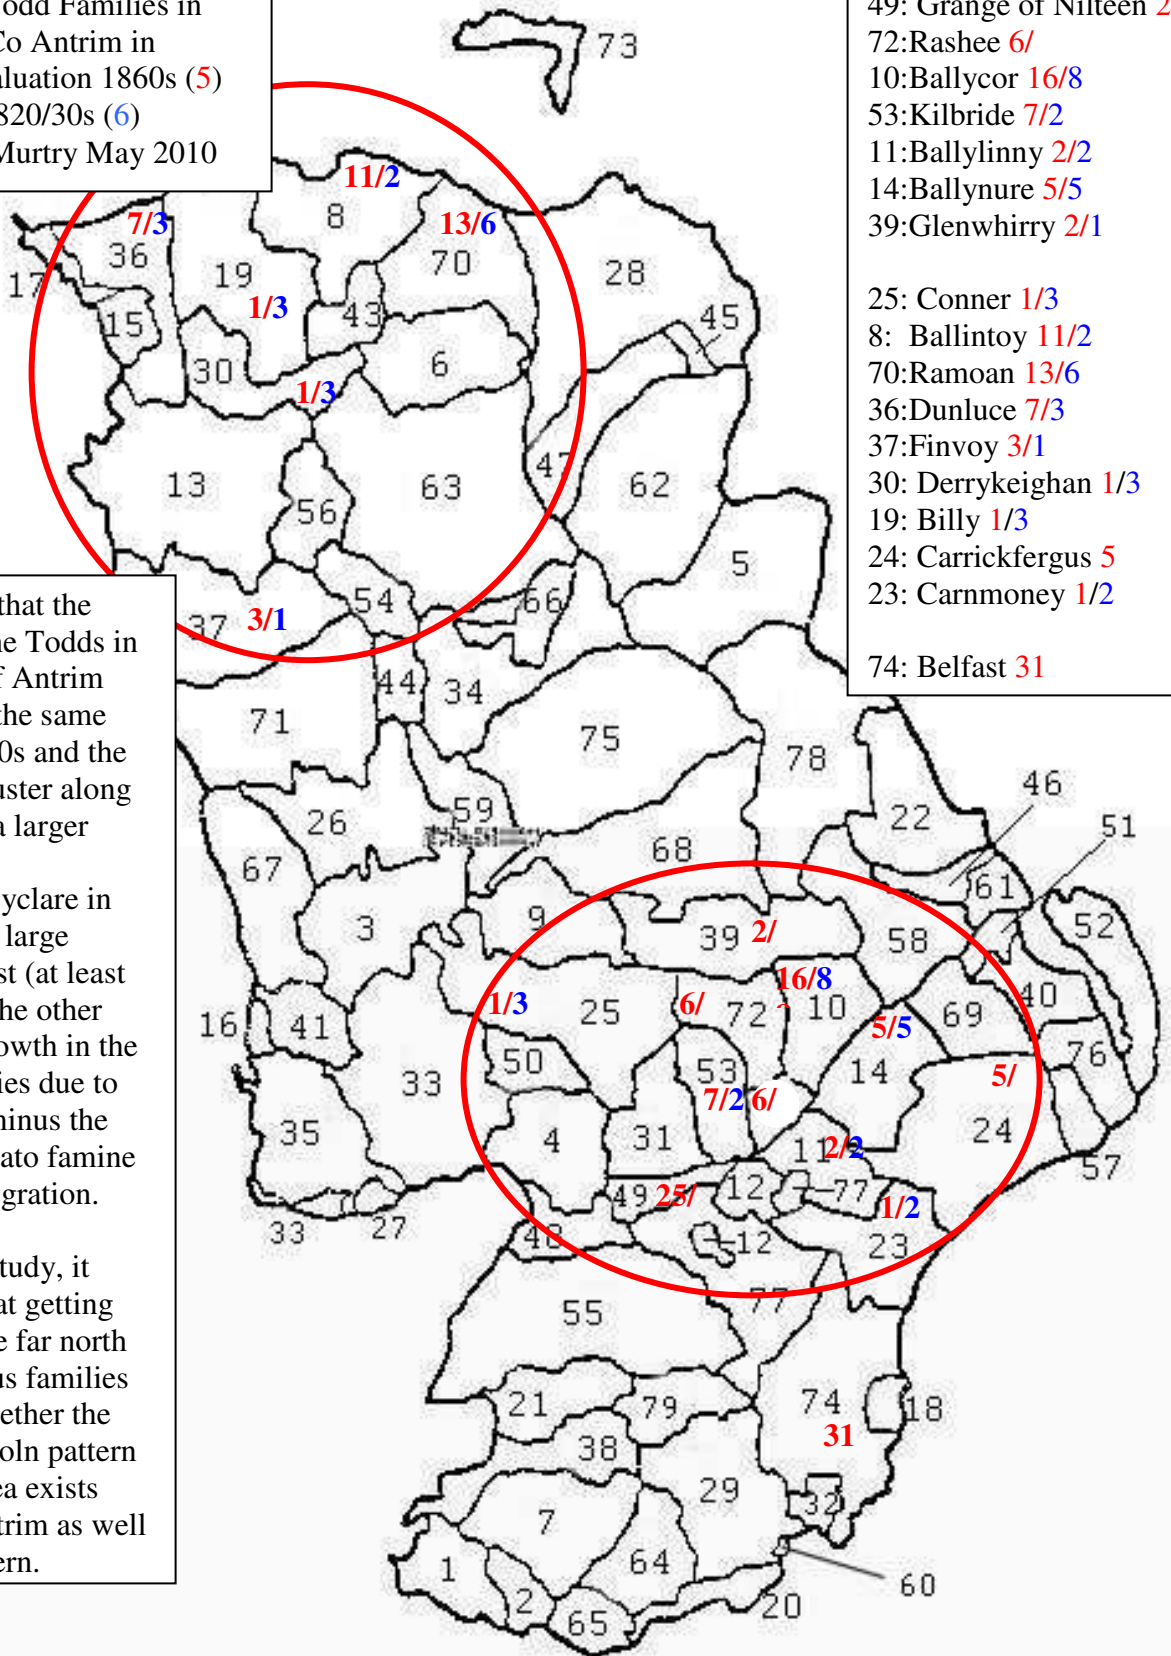 odd Families in
Co Antrim in
aluation 1860s (5)
820/30s (6)
Murtry May 2010
49: Grange of Nilteen 2
72:Rashee 6/
10:Ballycor 16/8
53:Kilbride 7/2
11:Ballylinny 2/2
14:Ballynure 5/5
39:Glenwhirry 2/1
25: Conner 1/3
8: Ballintoy 11/2
70:Ramoan 13/6
36:Dunluce 7/3
37:Finvoy 3/1
30: Derrykeighan 1/3
19: Billy 1/3
24: Carrickfergus 5
23: Carnmoney 1/2
74: Belfast 31
that the
ne Todds in
f Antrim
the same
0s and the
uster along
a larger
yclare in
large
st (at least
he other
owth in the
ies due to
minus the
ato famine
gration.
tudy, it
at getting
e far north
us families
ether the
oln pattern
ea exists
trim as well
ern.
73
11/2
8
7/3
13/6
36
19
70
28
17
1/3
43
45
15
30
6
1/3
13
56
63
47
62
5
54
66
37
3/1
44
34
71
75
78
46
59
26
22
51
67
68
61
3
9
39 2/
58
52
16/8
1/3
25
6/
72
10
40
16
41
5/5
69
50
53
14
76
33
7/2
6/
5/
35
4
31
11
2/2
24
57
49
25/
12
77
1/2
33
27
48
12
23
77
55
21
79
74
18
31
38
29
32
7
1
64
60
2
65
20